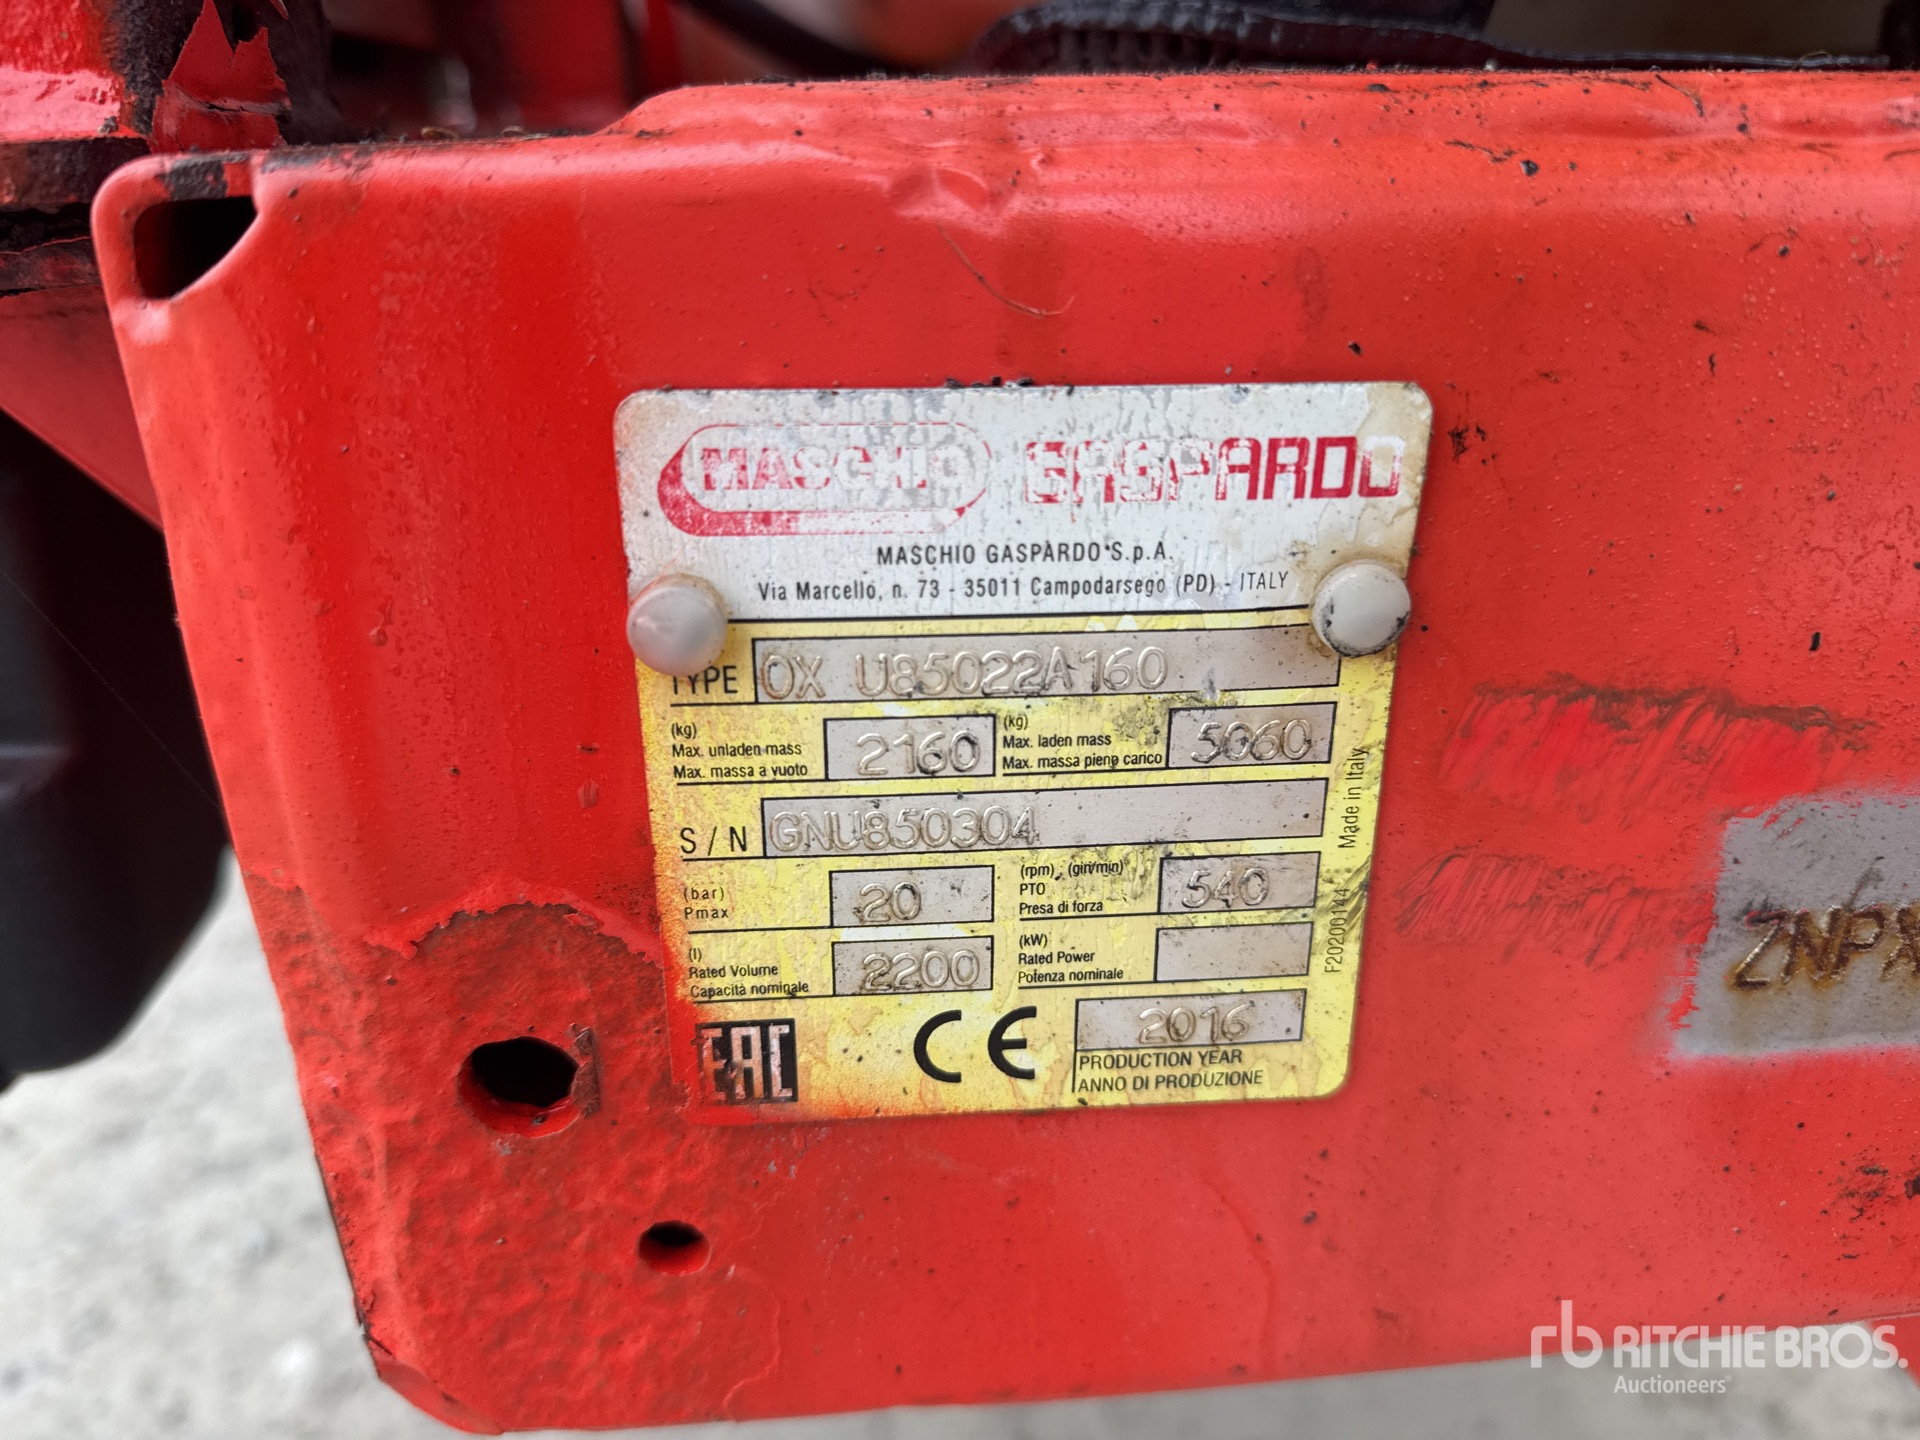 MASCHIO GASPARDO
MASCHIO GASPARDO S.p.A.
Via Marcello, n. 73 - 35011 Campodarsego (PD) - ITALY
TYPE OX U85022A160
(kg)
Max. unladen mass
Max. massa a vuoto
2160
(kg)
Max. laden mass
Max. massa pieno carico
5060
S/N GNU850304
(bar)
Pmax
20
(rpm) (giri/min)
PTO
Presa di forza
540
(l)
Rated Volume
Capacità nominale
2200
(kW)
Rated Power
Potenza nominale
EAC
CE
2016
PRODUCTION YEAR
ANNO DI PRODUZIONE
F20200144
Made in Italy
ZNPX
rb RITCHIE BROS.
Auctioneers